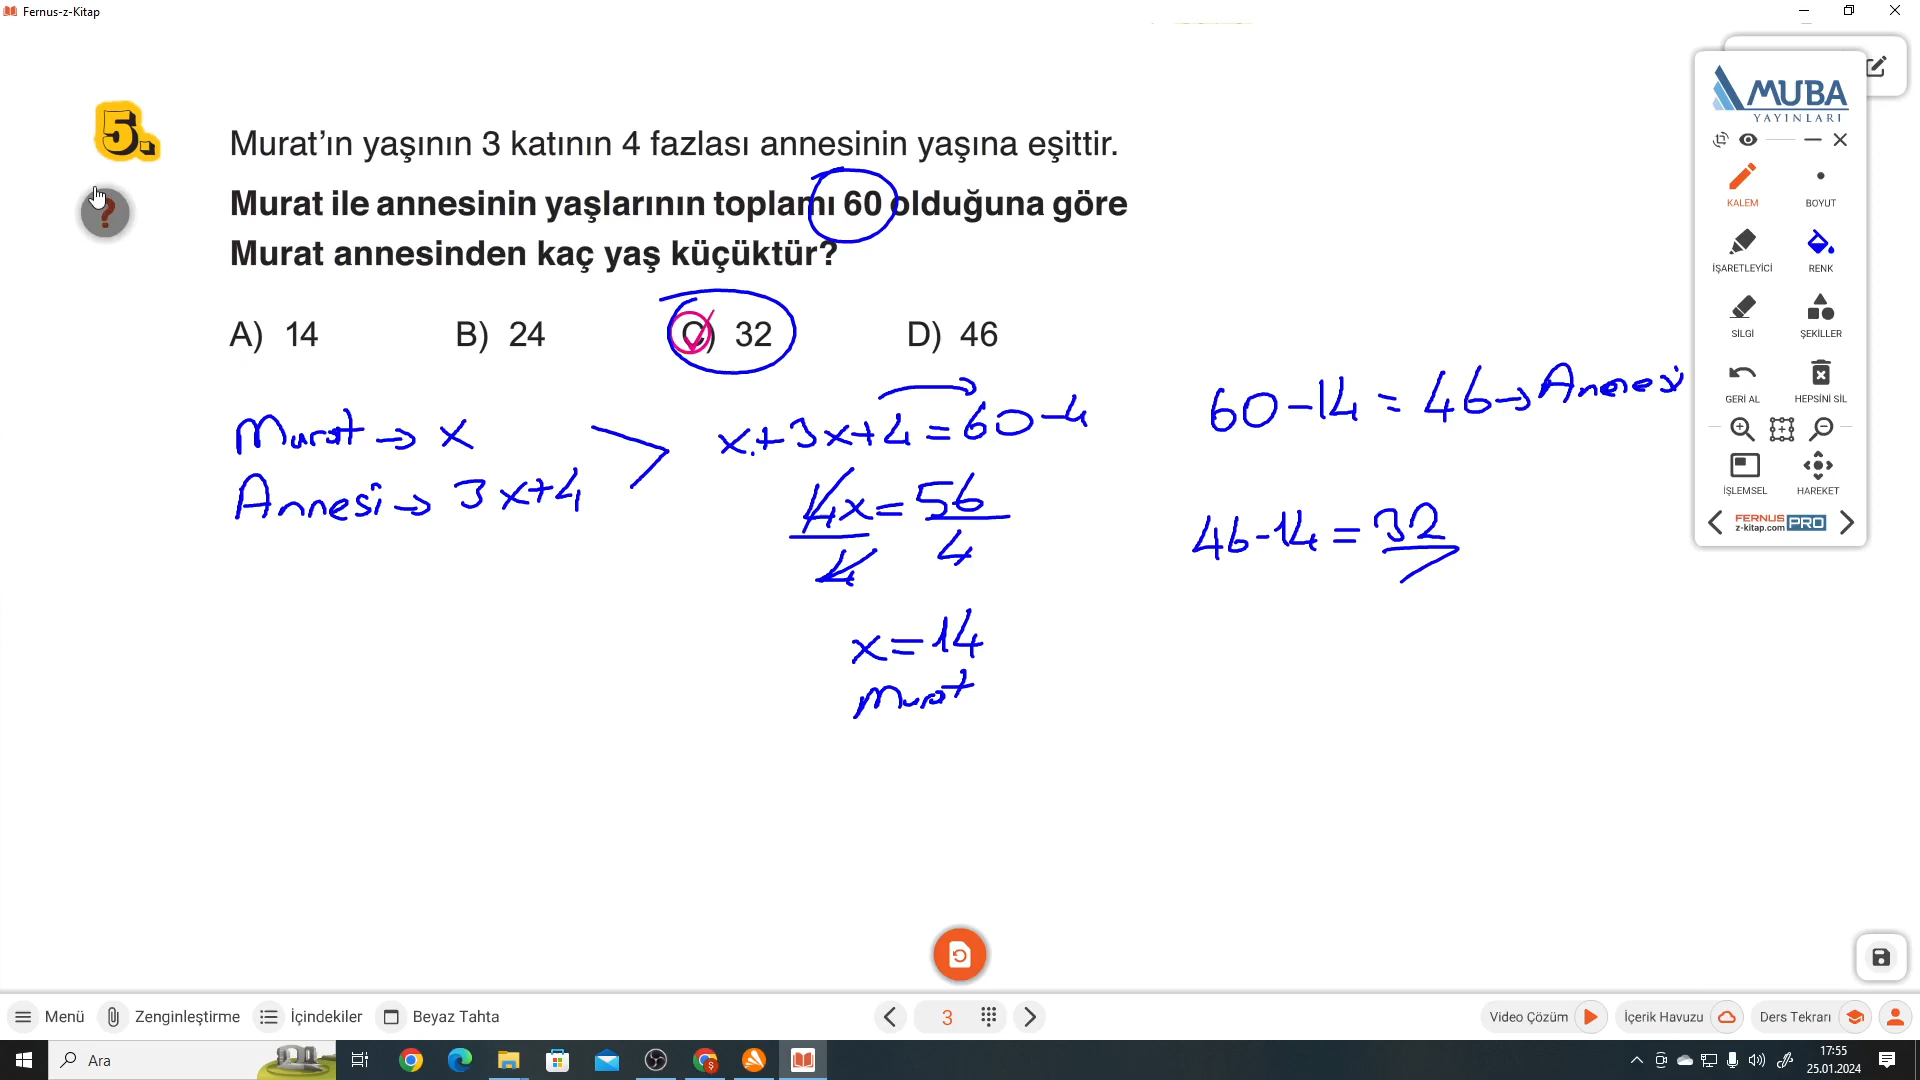 Fernus-z-Kitap
5.
Murat’ın yaşının 3 katının 4 fazlası annesinin yaşına eşittir.
Murat ile annesinin yaşlarının toplamı 60 olduğuna göre
Murat annesinden kaç yaş küçüktür?
?
A) 14 B) 24 C) 32 D) 46
Murat → x
Annesi → 3x+4
x+3x+4=60-4
4x=56
4 4
x=14
Murat
60-14=46→Annesi
46-14=32
MUBA
YAYINLARI
KALEM BOYUT
İŞARETLEYİCİ RENK
SİLGİ ŞEKİLLER
GERİ AL HEPSİNİ SİL
İŞLEMSEL HAREKET
FERNUS PRO
z-kitap.com
Menü Zenginleştirme İçindekiler Beyaz Tahta 3 Video Çözüm İçerik Havuzu Ders Tekrarı
Ara
17:55
25.01.2024